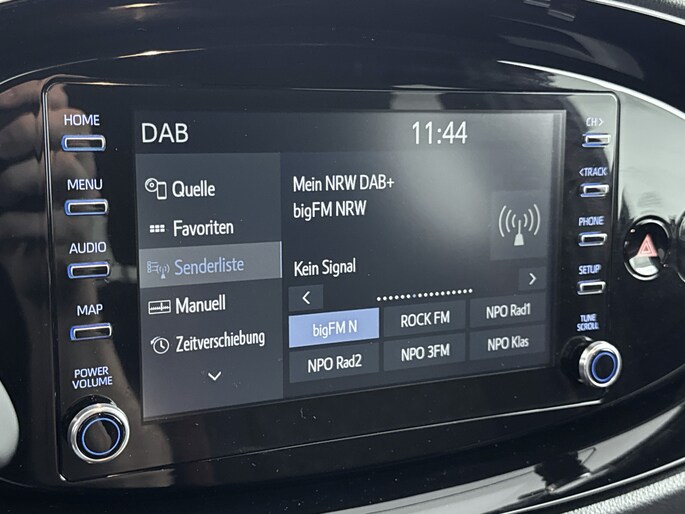 HOME
MENU
AUDIO
MAP
POWER
VOLUME
DAB
11:44
Quelle
Favoriten
Senderliste
Manuell
Zeitverschiebung
Mein NRW DAB+
bigFM NRW
Kein Signal
bigFM N
ROCK FM
NPO Rad1
NPO Rad2
NPO 3FM
NPO Klas
CH >
< TRACK
PHONE
SETUP
TUNE
SCROLL